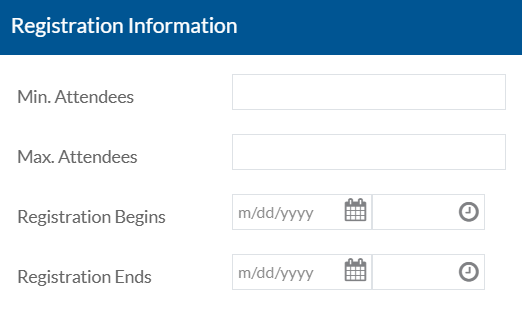 Registration Information
Min. Attendees
Max. Attendees
Registration Begins m/dd/yyyy
Registration Ends m/dd/yyyy